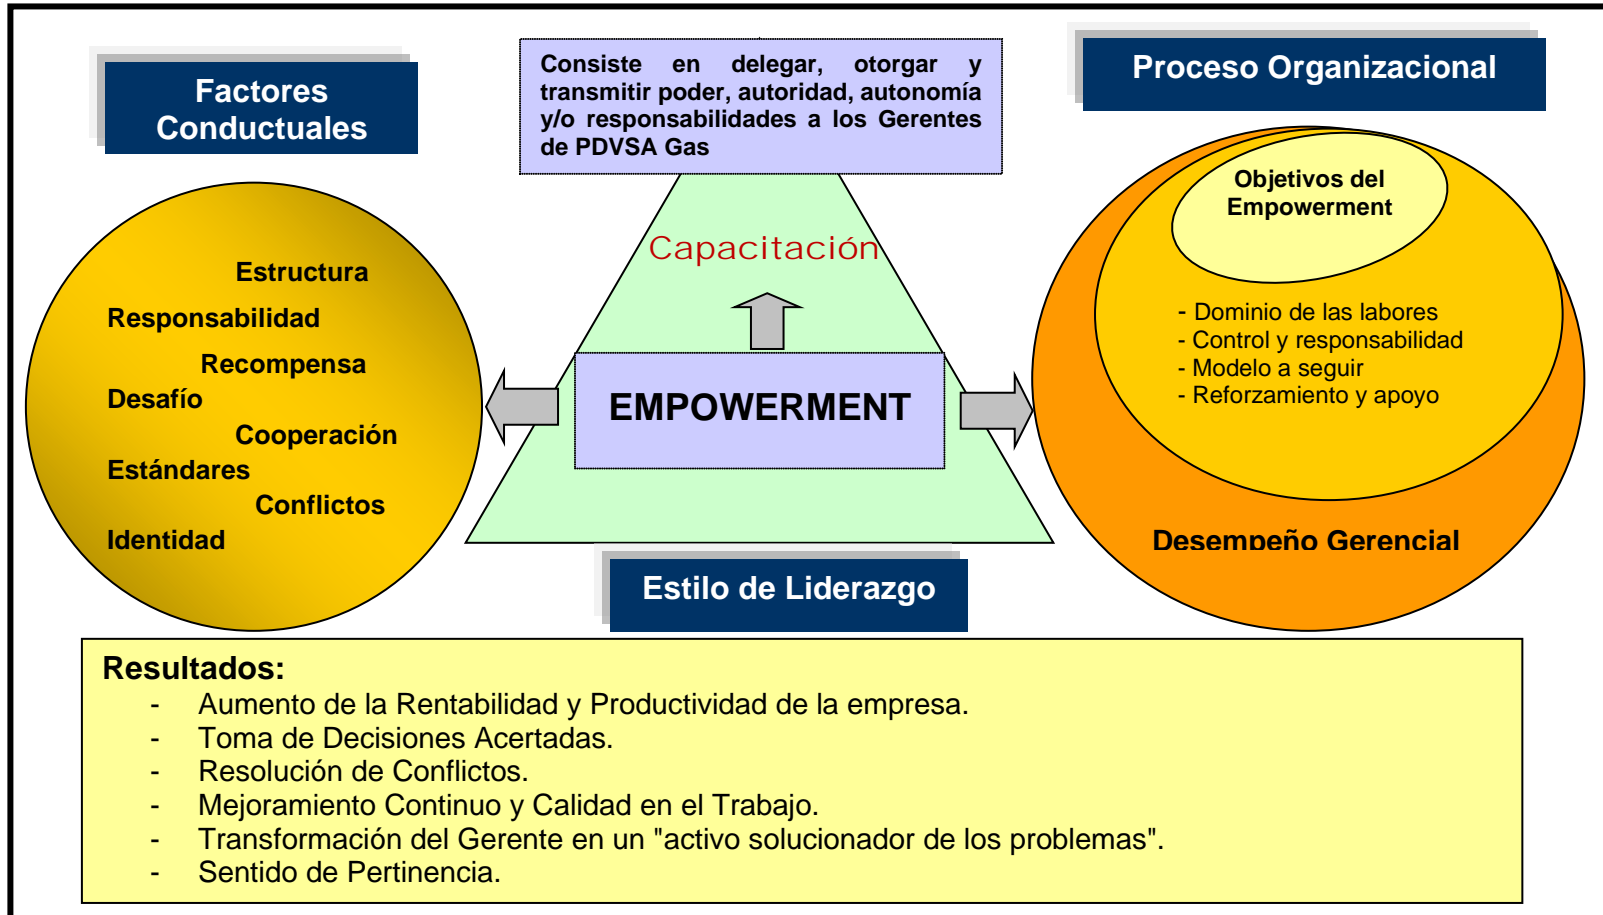 Factores
Conductuales
Estructura
Responsabilidad
Recompensa
Desafío
Cooperación
Estándares
Conflictos
Identidad
Consiste en delegar, otorgar y
transmitir poder, autoridad, autonomía
y/o responsabilidades a los Gerentes
de PDVSA Gas
Capacitación
EMPOWERMENT
Estilo de Liderazgo
Proceso Organizacional
Objetivos del
Empowerment
- Dominio de las labores
- Control y responsabilidad
- Modelo a seguir
- Reforzamiento y apoyo
Desempeño Gerencial
Resultados:
- Aumento de la Rentabilidad y Productividad de la empresa.
- Toma de Decisiones Acertadas.
- Resolución de Conflictos.
- Mejoramiento Continuo y Calidad en el Trabajo.
- Transformación del Gerente en un "activo solucionador de los problemas".
- Sentido de Pertinencia.